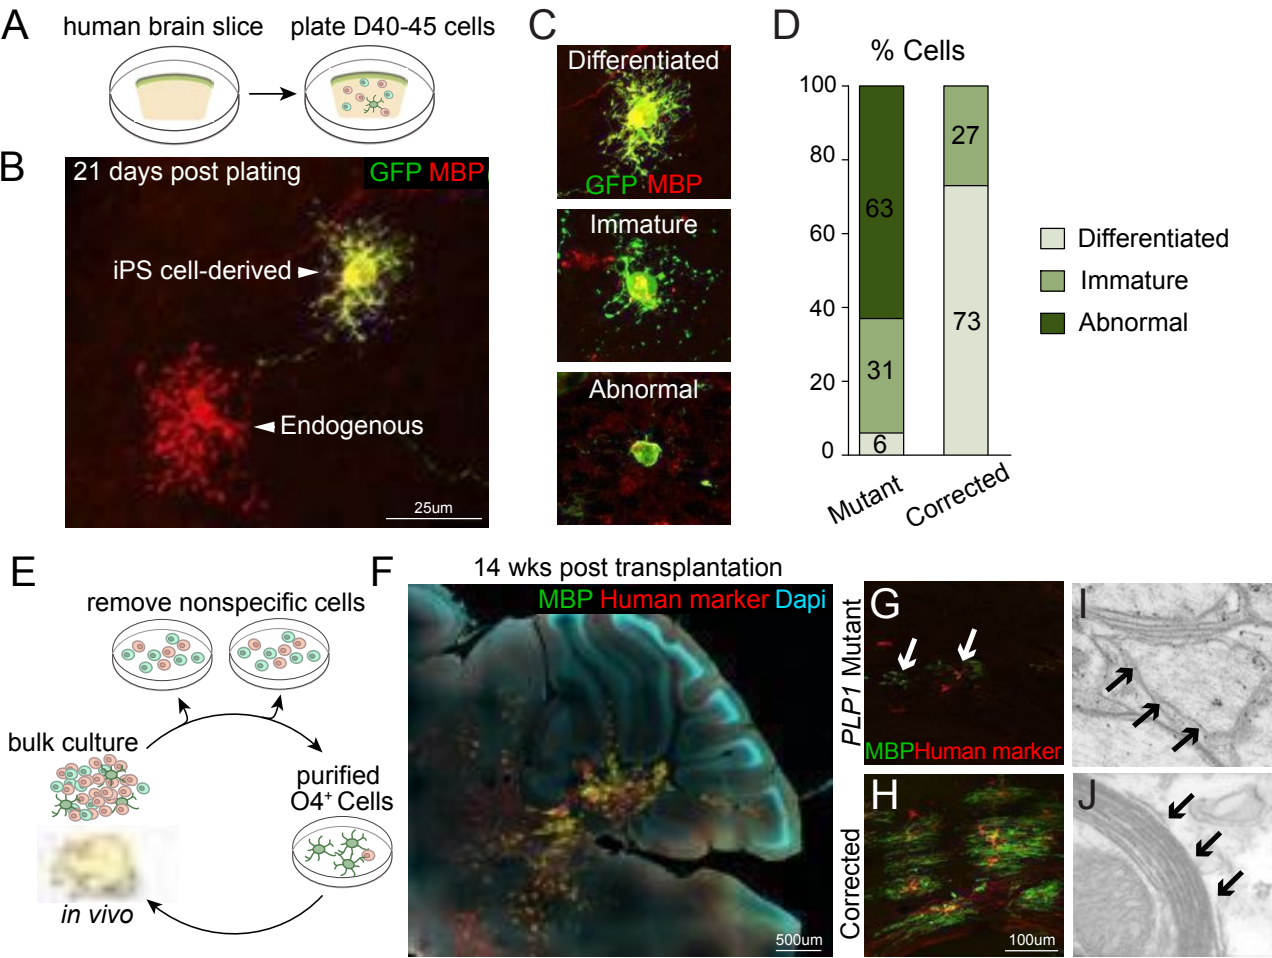 A
human brain slice
plate D40-45 cells
B
21 days post plating
GFP MBP
iPS cell-derived
Endogenous
25um
C
Differentiated
GFP MBP
Immature
Abnormal
D
% Cells
100
80
60
40
20
0
63
31
6
27
73
Mutant
Corrected
Differentiated
Immature
Abnormal
E
remove nonspecific cells
bulk culture
purified
O4+ Cells
in vivo
F
14 wks post transplantation
MBP Human marker Dapi
500um
PLP1 Mutant
G
MBP Human marker
Corrected
H
100um
I
J